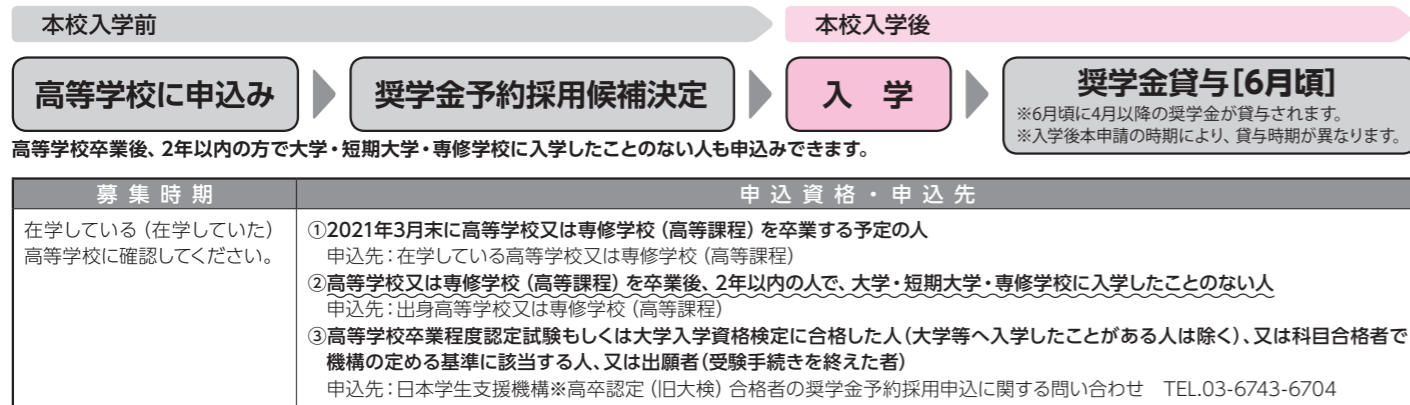 本校入学前
本校入学後
高等学校に申込み
奨学金予約採用候補決定
入　学
奨学金貸与[6月頃]
※6月頃に4月以降の奨学金が貸与されます。
※入学後本申請の時期により、貸与時期が異なります。
高等学校卒業後、2年以内の方で大学・短期大学・専修学校に入学したことのない人も申込みできます。
募集時期
申込資格・申込先
在学している（在学していた）
高等学校に確認してください。
①2021年3月末に高等学校又は専修学校（高等課程）を卒業する予定の人
申込先：在学している高等学校又は専修学校（高等課程）
②高等学校又は専修学校（高等課程）を卒業後、2年以内の人で、大学・短期大学・専修学校に入学したことのない人
申込先：出身高等学校又は専修学校（高等課程）
③高等学校卒業程度認定試験もしくは大学入学資格検定に合格した人（大学等へ入学したことがある人は除く）、又は科目合格者で
機構の定める基準に該当する人、又は出願者（受験手続きを終えた者）
申込先：日本学生支援機構※高卒認定（旧大検）合格者の奨学金予約採用申込に関する問い合わせ　TEL.03-6743-6704